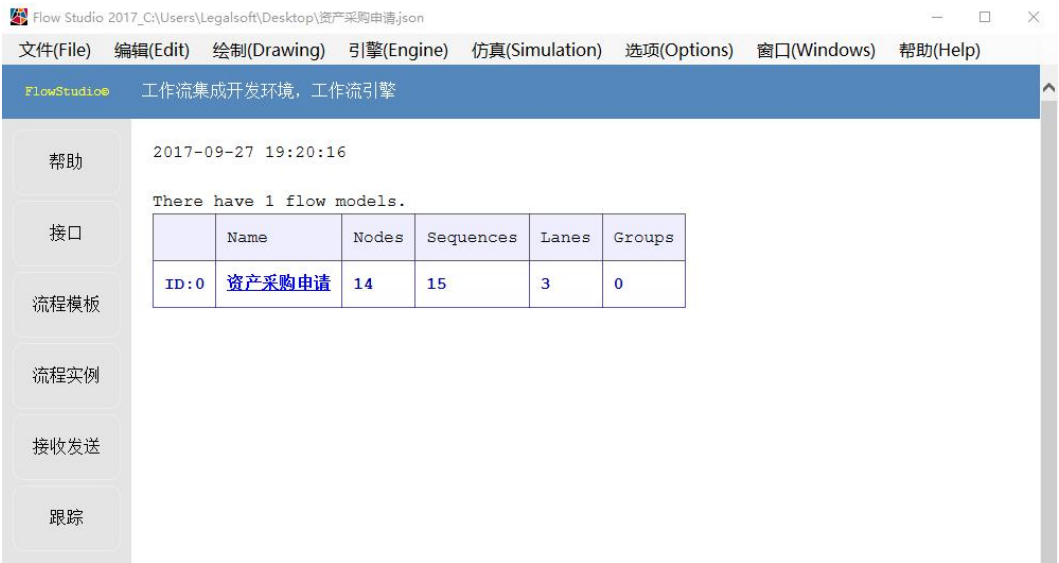 Flow Studio 2017_C:\Users\Legalsoft\Desktop\资产采购申请.json
文件(File) 编辑(Edit) 绘制(Drawing) 引擎(Engine) 仿真(Simulation) 选项(Options) 窗口(Windows) 帮助(Help)
FlowStudio® 工作流集成开发环境，工作流引擎
帮助
接口
流程模板
流程实例
接收发送
跟踪
2017-09-27 19:20:16
There have 1 flow models.
Name Nodes Sequences Lanes Groups
ID:0 资产采购申请 14 15 3 0